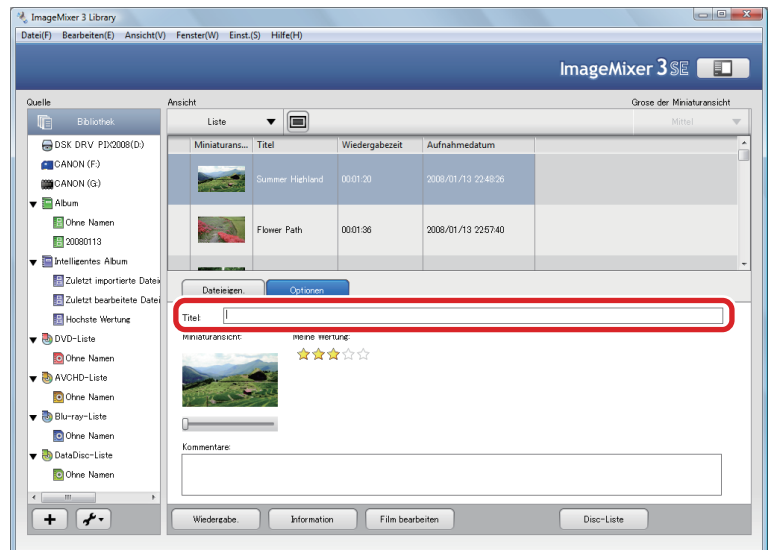 ImageMixer 3 Library
Datei(F) Bearbeiten(E) Ansicht(V) Fenster(W) Einst.(S) Hilfe(H)
ImageMixer 3 SE
Quelle
Bibliothek
DSK DRV PIX2008(D:)
CANON (F:)
CANON (G:)
Album
Ohne Namen
20080113
Intelligentes Album
Zuletzt importierte Datei
Zuletzt bearbeitete Datei
Hochste Wertung
DVD-Liste
Ohne Namen
AVCHD-Liste
Ohne Namen
Blu-ray-Liste
Ohne Namen
DataDisc-Liste
Ohne Namen
Ansicht
Grose der Miniaturansicht
Liste
Mittel
Miniaturans... Titel Wiedergabezeit Aufnahmedatum
Summer Highland 00:01:20 2008/01/13 22:48:26
Flower Path 00:01:36 2008/01/13 22:57:40
Dateieigen. Optionen
Titel:
Miniaturansicht: Meine Wertung:
Kommentare:
Wiedergabe. Information Film bearbeiten Disc-Liste